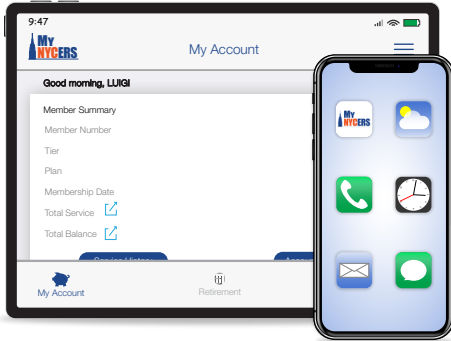 9:47
My
NYCERS
My Account
Good morning, LUIGI
Member Summary
Member Number
Tier
Plan
Membership Date
Total Service
Total Balance
My Account
Retirement
My
NYCERS